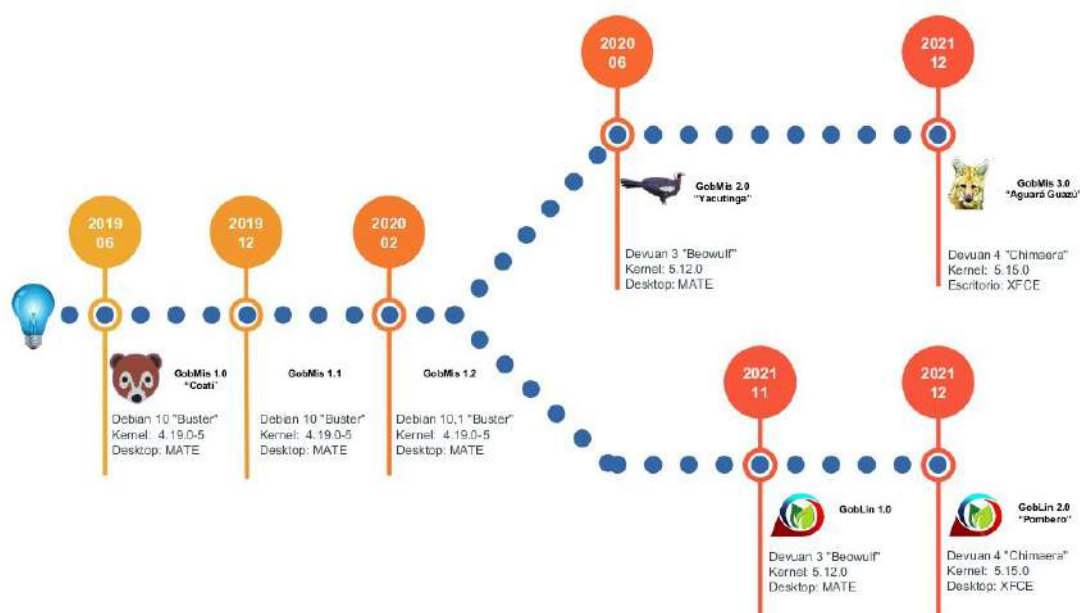 2020
06
2021
12
GobMis 2.0
"Yacutinga"
GobMis 3.0
"Aguará Guazú"
Devuan 3 "Beowulf"
Kernel: 5.12.0
Desktop: MATE
Devuan 4 "Chimaera"
Kernel: 5.15.0
Escritorio: XFCE
2019
06
2019
12
2020
02
GobMis 1.0
"Coatí"
GobMis 1.1
GobMis 1.2
Debian 10 "Buster"
Kernel: 4.19.0-5
Desktop: MATE
Debian 10 "Buster"
Kernel: 4.19.0-5
Desktop: MATE
Debian 10,1 "Buster"
Kernel: 4.19.0-5
Desktop: MATE
2021
11
2021
12
GobLin 1.0
GobLin 2.0
"Pombero"
Devuan 3 "Beowulf"
Kernel: 5.12.0
Desktop: MATE
Devuan 4 "Chimaera"
Kernel: 5.15.0
Desktop: XFCE